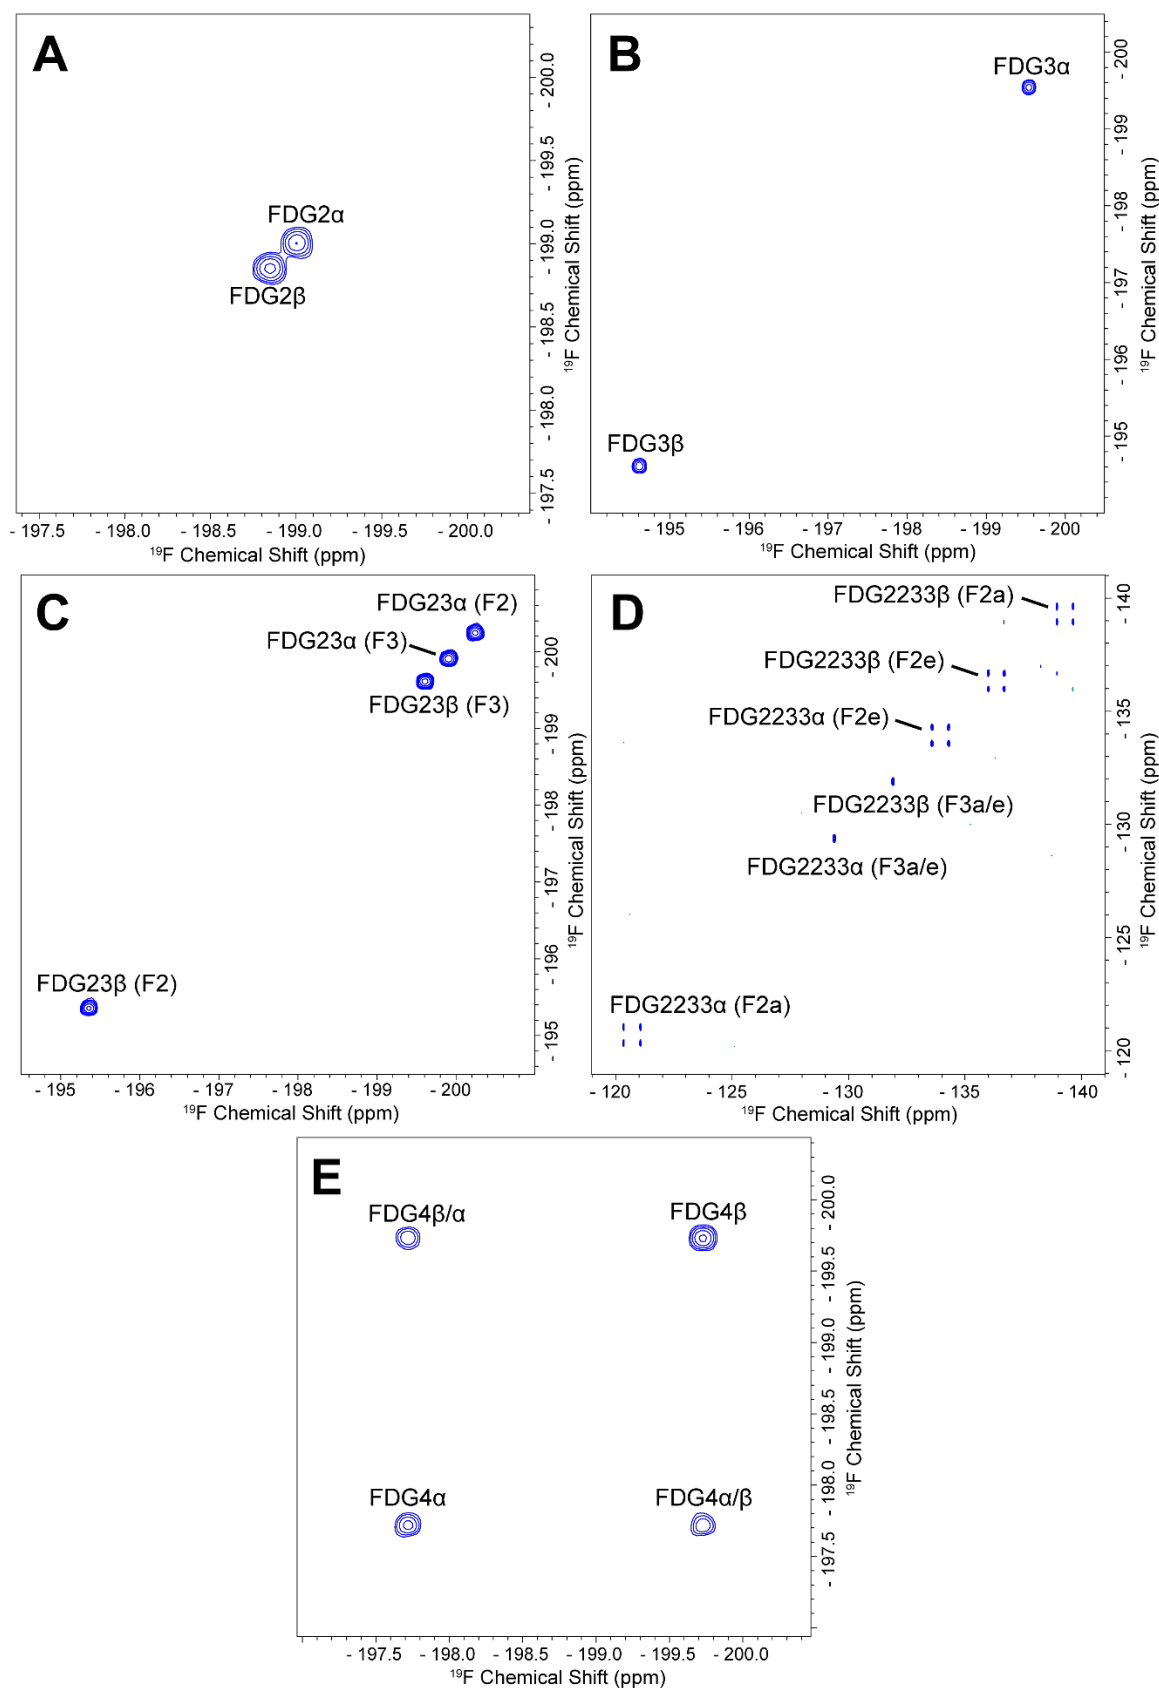 A
FDG2α
FDG2β
- 197.5 - 198.0 - 198.5 - 199.0 - 199.5 - 200.0
¹⁹F Chemical Shift (ppm)
- 200.0
- 199.5
- 199.0
- 198.5
- 198.0
- 197.5
¹⁹F Chemical Shift (ppm)
B
FDG3α
FDG3β
- 195 - 196 - 197 - 198 - 199 - 200
¹⁹F Chemical Shift (ppm)
- 200
- 199
- 198
- 197
- 196
- 195
¹⁹F Chemical Shift (ppm)
C
FDG23α (F2)
FDG23α (F3)
FDG23β (F3)
FDG23β (F2)
- 195 - 196 - 197 - 198 - 199 - 200
¹⁹F Chemical Shift (ppm)
- 200
- 199
- 198
- 197
- 196
- 195
¹⁹F Chemical Shift (ppm)
D
FDG2233β (F2a)
FDG2233β (F2e)
FDG2233α (F2e)
FDG2233β (F3a/e)
FDG2233α (F3a/e)
FDG2233α (F2a)
- 120 - 125 - 130 - 135 - 140
¹⁹F Chemical Shift (ppm)
- 140
- 135
- 130
- 125
- 120
¹⁹F Chemical Shift (ppm)
E
FDG4β/α FDG4β
FDG4α FDG4α/β
- 197.5 - 198.0 - 198.5 - 199.0 - 199.5 - 200.0
¹⁹F Chemical Shift (ppm)
- 200.0
- 199.5
- 199.0
- 198.5
- 198.0
- 197.5
¹⁹F Chemical Shift (ppm)